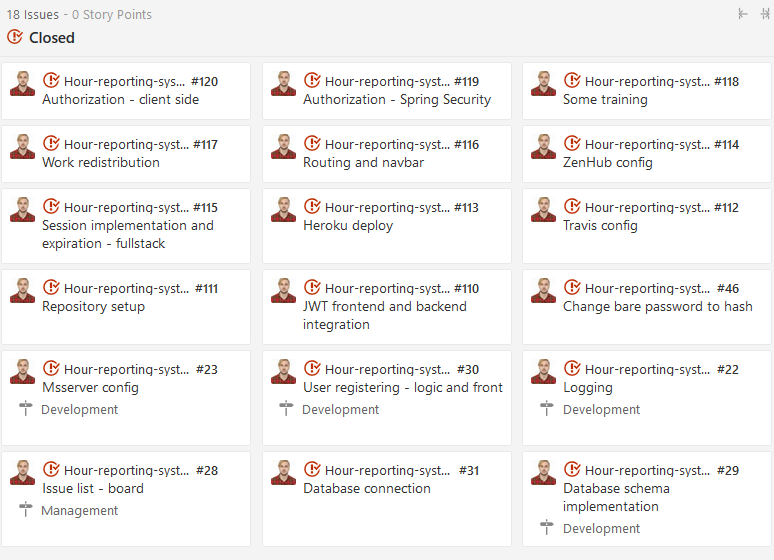 18 Issues - 0 Story Points
Closed
Hour-reporting-sys... #120
Authorization - client side
Hour-reporting-syst... #119
Authorization - Spring Security
Hour-reporting-syst... #118
Some training
Hour-reporting-syst... #117
Work redistribution
Hour-reporting-syst... #116
Routing and navbar
Hour-reporting-syst... #114
ZenHub config
Hour-reporting-syst... #115
Session implementation and
expiration - fullstack
Hour-reporting-syst... #113
Heroku deploy
Hour-reporting-syst... #112
Travis config
Hour-reporting-syst... #111
Repository setup
Hour-reporting-syst... #110
JWT frontend and backend
integration
Hour-reporting-syst... #46
Change bare password to hash
Hour-reporting-syst... #23
Msserver config
Development
Hour-reporting-syst... #30
User registering - logic and front
Development
Hour-reporting-syst... #22
Logging
Development
Hour-reporting-syst... #28
Issue list - board
Management
Hour-reporting-syst... #31
Database connection
Hour-reporting-syst... #29
Database schema
implementation
Development